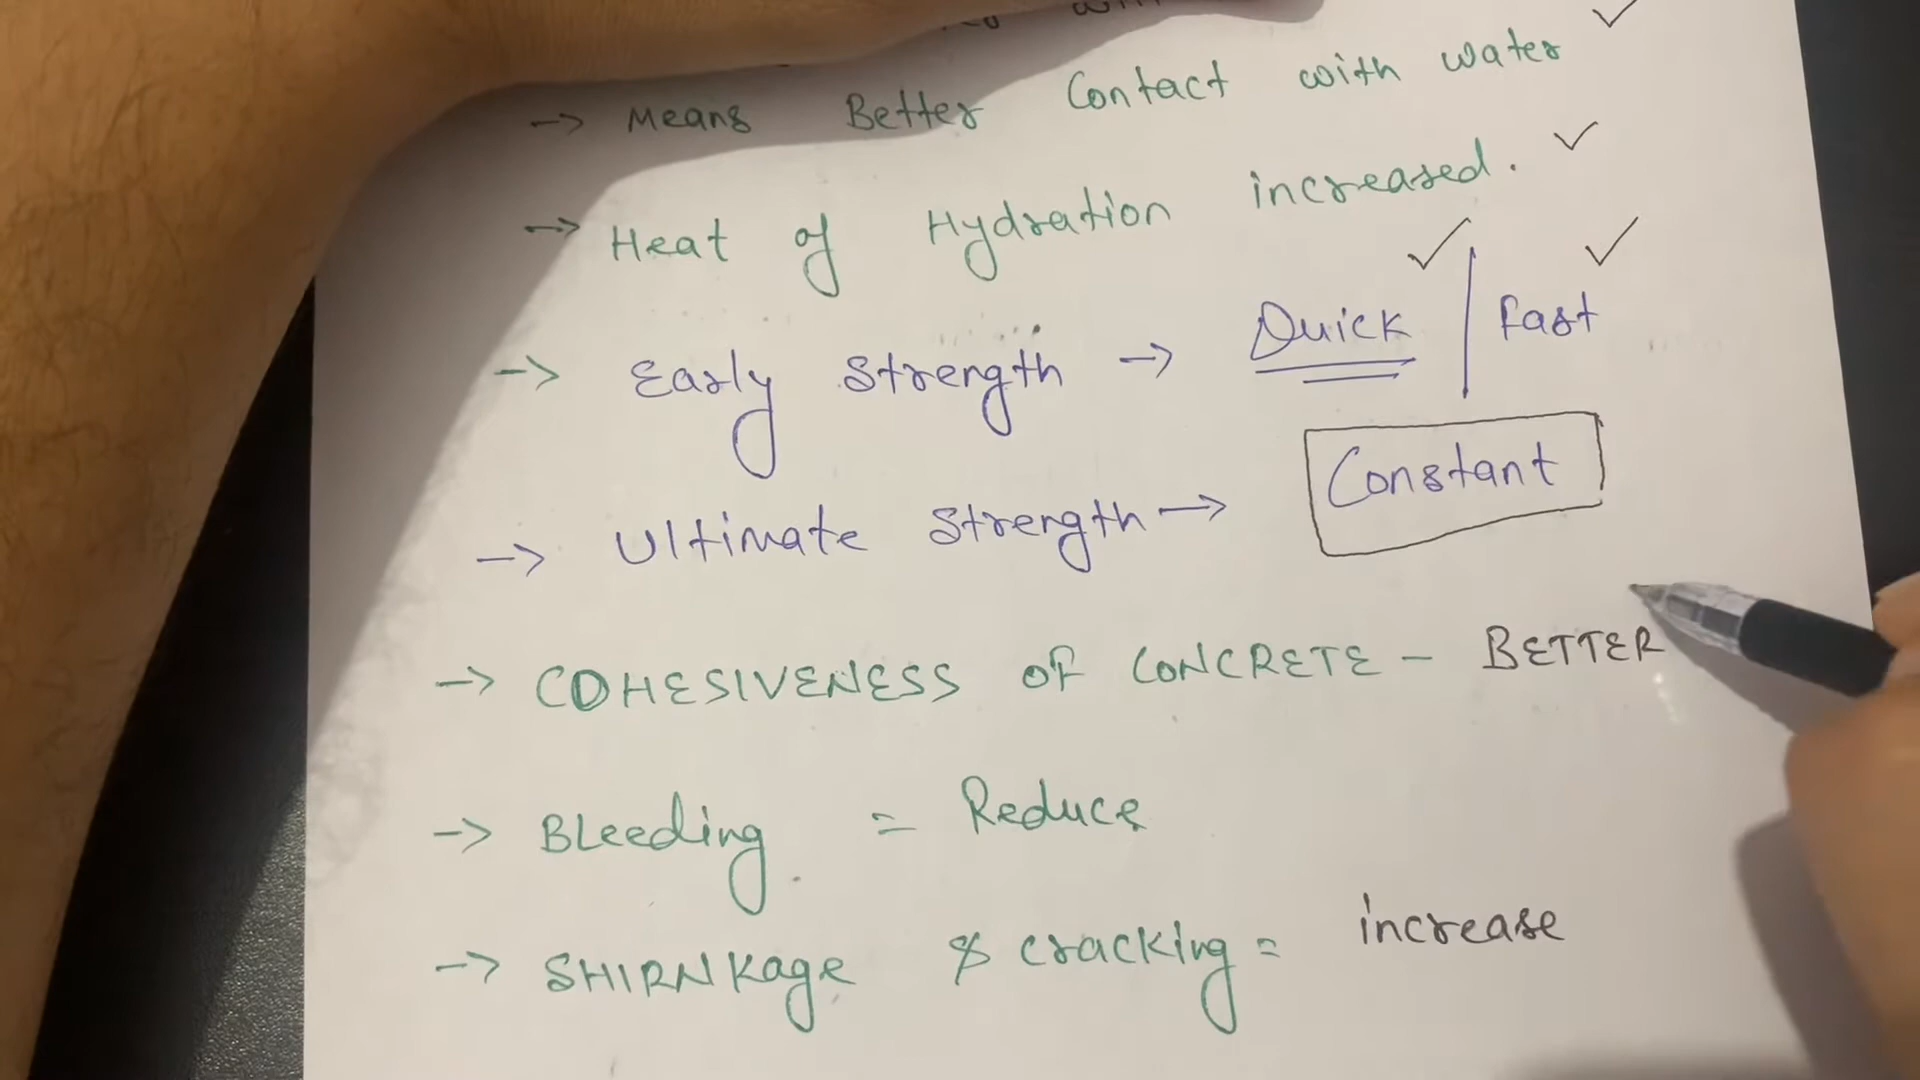 → Means Better Contact with water ✓
→ Heat of Hydration increased. ✓
→ Early Strength → Quick ✓ / fast ✓
→ Ultimate Strength → Constant
→ COHESIVENESS OF CONCRETE - BETTER
→ BLeeding = Reduce
→ SHIRNKage & cracking = increase